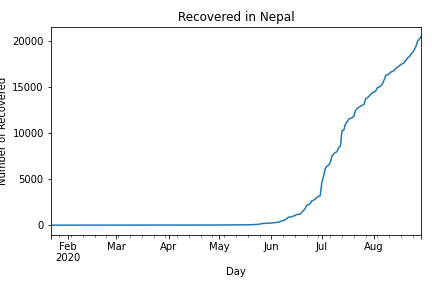 Recovered in Nepal
Number of Recovered
20000
15000
10000
5000
0
Feb
2020
Mar
Apr
May
Jun
Jul
Aug
Day